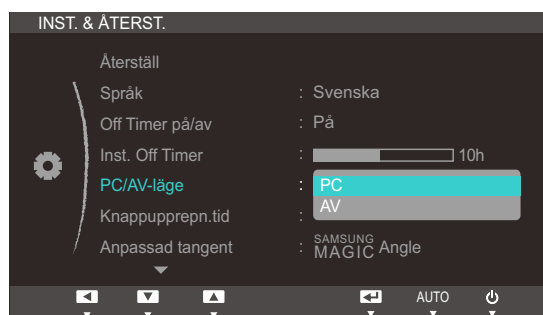 INST. & ÅTERST.
Återställ
Språk : Svenska
Off Timer på/av : På
Inst. Off Timer : 10h
PC/AV-läge : PC
AV
Knappupprepn.tid :
Anpassad tangent : SAMSUNG MAGIC Angle
AUTO